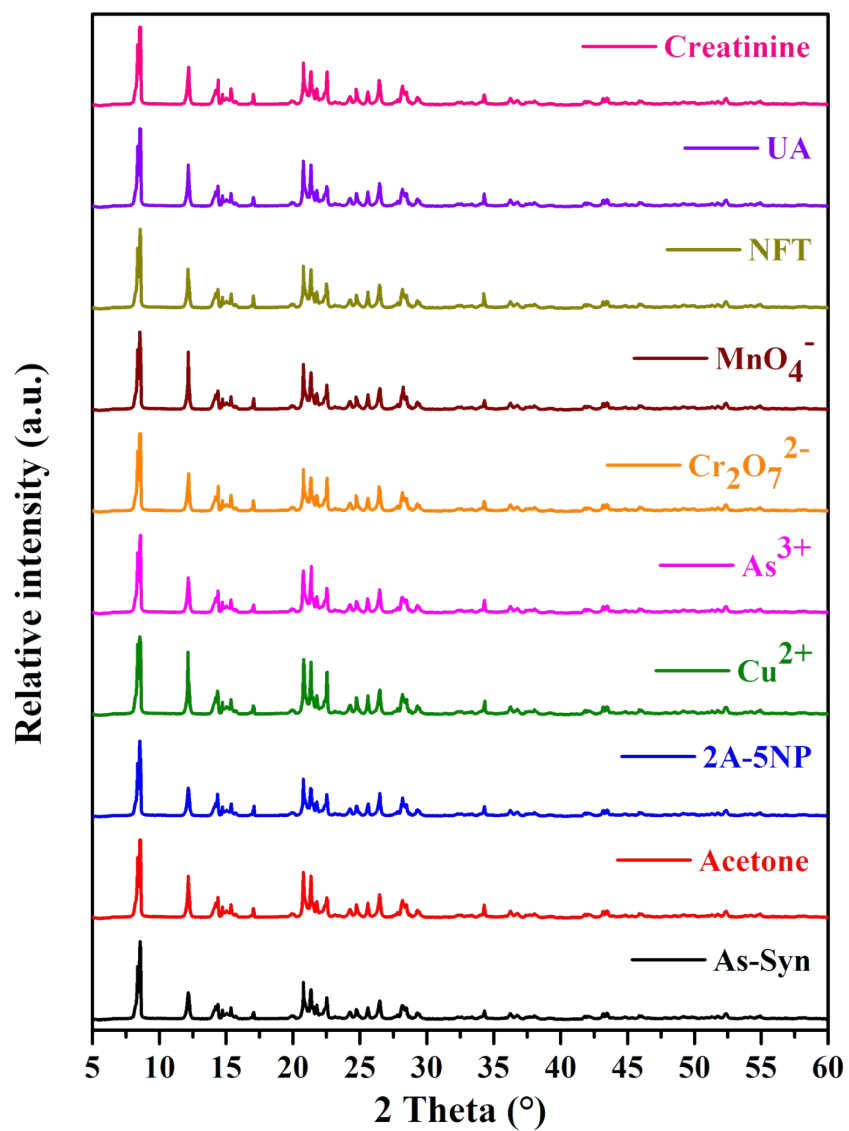 Creatinine
UA
NFT
MnO₄⁻
Cr₂O₇²⁻
As³⁺
Cu²⁺
2A-5NP
Acetone
As-Syn
Relative intensity (a.u.)
5 10 15 20 25 30 35 40 45 50 55 60
2 Theta (°)